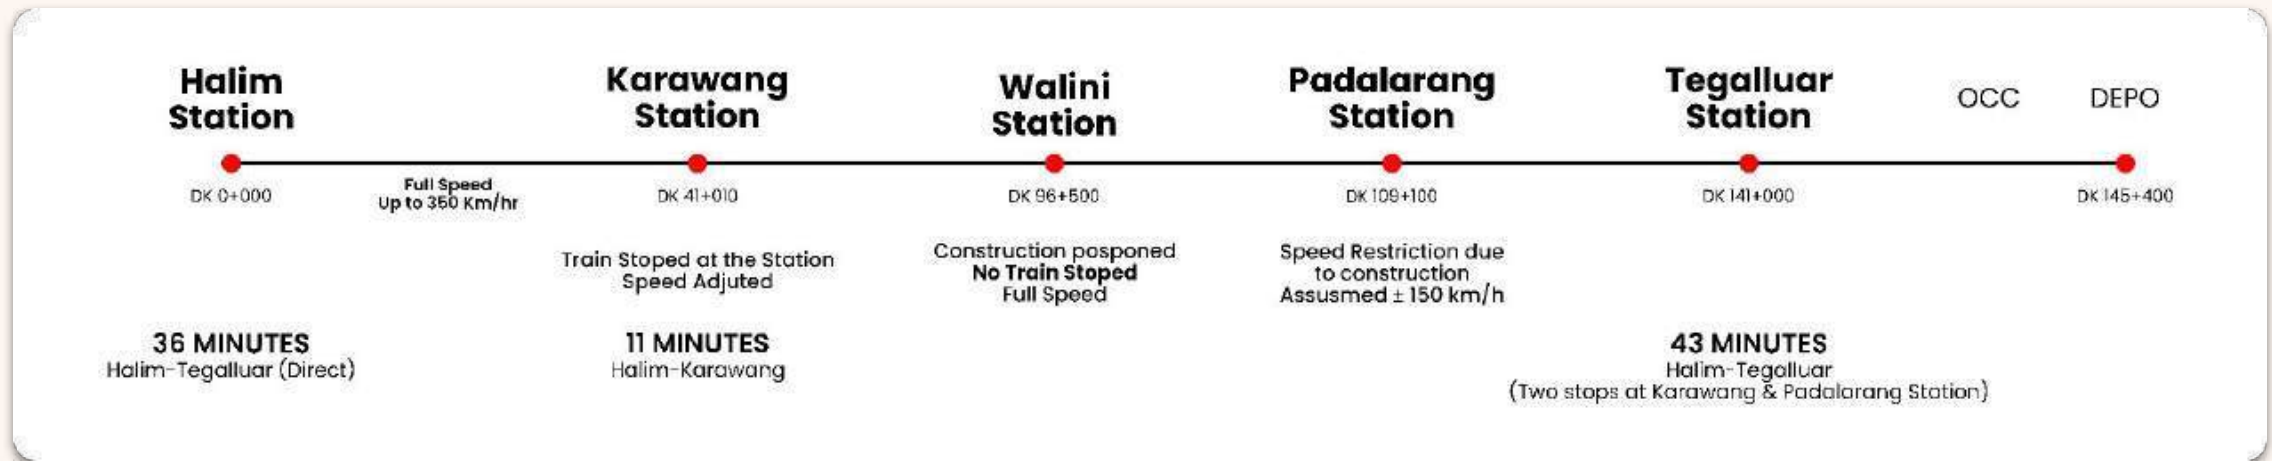 Halim
Station
Karawang
Station
Walini
Station
Padalarang
Station
Tegalluar
Station
OCC
DEPO
DK 0+000
Full Speed
Up to 350 Km/hr
DK 41+010
DK 96+500
DK 109+100
DK 141+000
DK 145+400
Train Stoped at the Station
Speed Adjuted
Construction posponed
No Train Stoped
Full Speed
Speed Restriction due
to construction
Assusmed ± 150 km/h
36 MINUTES
Halim-Tegalluar (Direct)
11 MINUTES
Halim-Karawang
43 MINUTES
Halim-Tegalluar
(Two stops at Karawang & Padalarang Station)